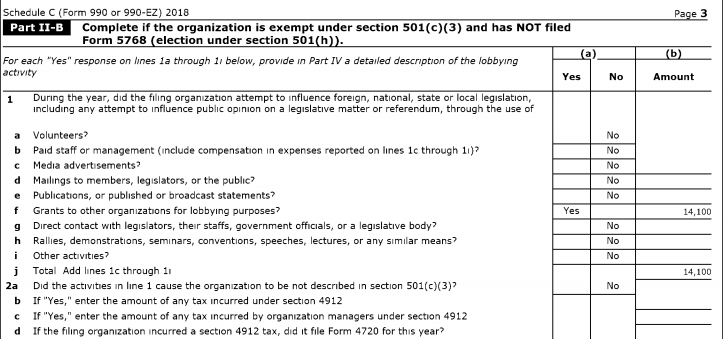 Schedule C (Form 990 or 990-EZ) 2018 Page 3
Part II-B Complete if the organization is exempt under section 501(c)(3) and has NOT filed
Form 5768 (election under section 501(h)).
For each "Yes" response on lines 1a through 1i below, provide in Part IV a detailed description of the lobbying
activity
(a) (b)
Yes No Amount
1 During the year, did the filing organization attempt to influence foreign, national, state or local legislation,
including any attempt to influence public opinion on a legislative matter or referendum, through the use of
a Volunteers? No
b Paid staff or management (include compensation in expenses reported on lines 1c through 1i)? No
c Media advertisements? No
d Mailings to members, legislators, or the public? No
e Publications, or published or broadcast statements? No
f Grants to other organizations for lobbying purposes? Yes 14,100
g Direct contact with legislators, their staffs, government officials, or a legislative body? No
h Rallies, demonstrations, seminars, conventions, speeches, lectures, or any similar means? No
i Other activities? No
j Total Add lines 1c through 1i 14,100
2a Did the activities in line 1 cause the organization to be not described in section 501(c)(3)? No
b If "Yes," enter the amount of any tax incurred under section 4912
c If "Yes," enter the amount of any tax incurred by organization managers under section 4912
d If the filing organization incurred a section 4912 tax, did it file Form 4720 for this year?